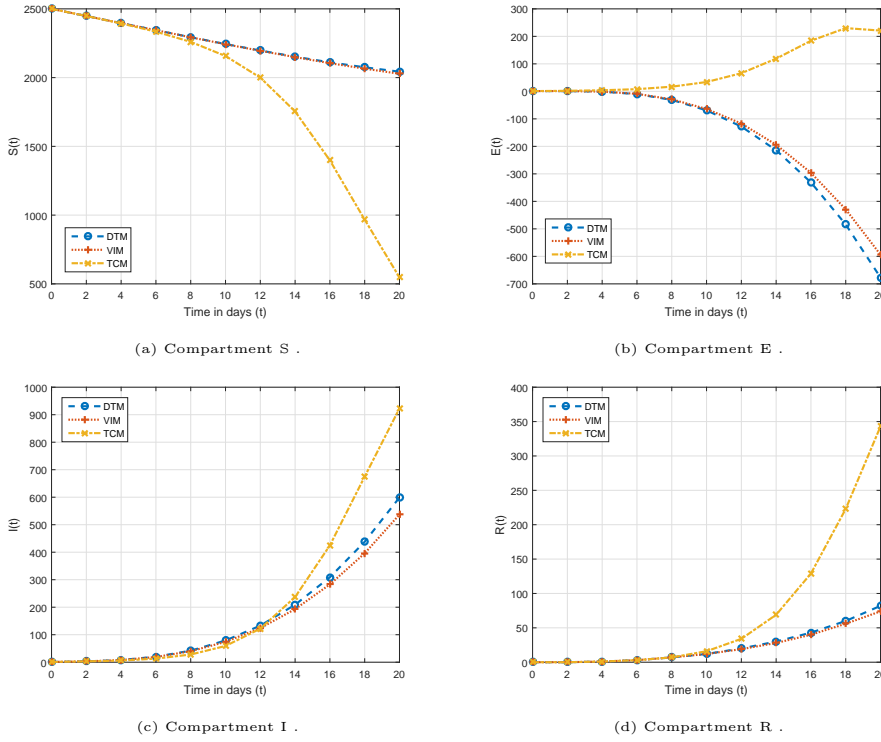 2500
2000
1500
1000
500
S(t)
DTM
VIM
TCM
0 2 4 6 8 10 12 14 16 18 20
Time in days (t)
(a) Compartment S .
300
200
100
0
-100
-200
-300
-400
-500
-600
-700
E(t)
DTM
VIM
TCM
0 2 4 6 8 10 12 14 16 18 20
Time in days (t)
(b) Compartment E .
1000
900
800
700
600
500
400
300
200
100
0
I(t)
DTM
VIM
TCM
0 2 4 6 8 10 12 14 16 18 20
Time in days (t)
(c) Compartment I .
400
350
300
250
200
150
100
50
0
R(t)
DTM
VIM
TCM
0 2 4 6 8 10 12 14 16 18 20
Time in days (t)
(d) Compartment R .